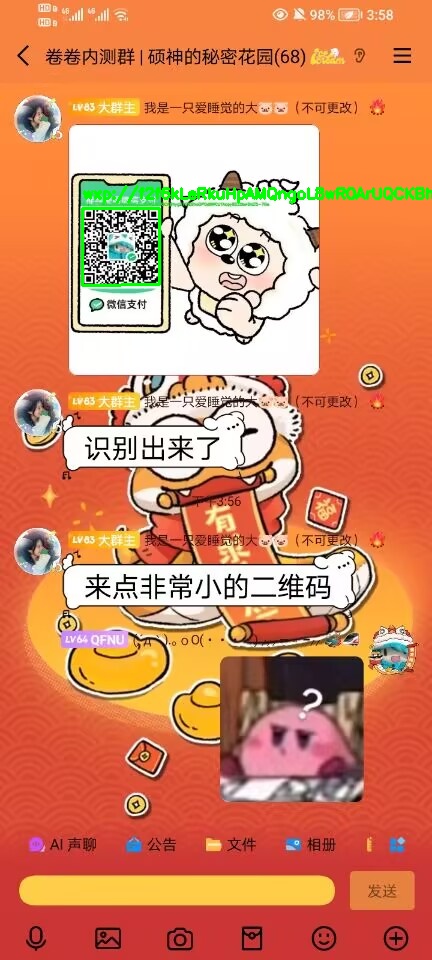 98% 3:58
卷卷内测群 | 硕神的秘密花园(68)
LV83 大群主 我是一只爱睡觉的大🐷🐷（不可更改）
微信支付
LV83 大群主 我是一只爱睡觉的大🐷🐷（不可更改）
识别出来了
下午3:56
LV83 大群主 我是一只爱睡觉的大🐷🐷（不可更改）
来点非常小的二维码
LV64 QFNU
?
AI 声聊 公告 文件 相册
发送